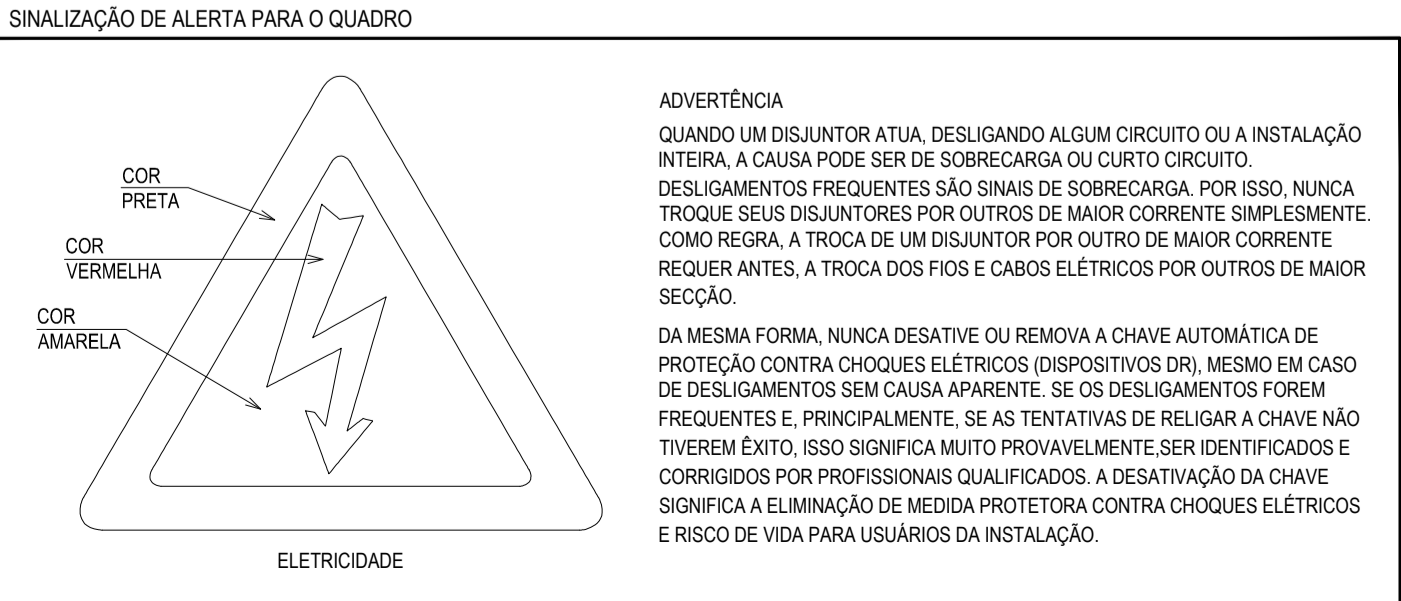 SINALIZAÇÃO DE ALERTA PARA O QUADRO
COR
PRETA
COR
VERMELHA
COR
AMARELA
ELETRICIDADE
ADVERTÊNCIA
QUANDO UM DISJUNTOR ATUA, DESLIGANDO ALGUM CIRCUITO OU A INSTALAÇÃO
INTEIRA, A CAUSA PODE SER DE SOBRECARGA OU CURTO CIRCUITO.
DESLIGAMENTOS FREQUENTES SÃO SINAIS DE SOBRECARGA. POR ISSO, NUNCA
TROQUE SEUS DISJUNTORES POR OUTROS DE MAIOR CORRENTE SIMPLESMENTE.
COMO REGRA, A TROCA DE UM DISJUNTOR POR OUTRO DE MAIOR CORRENTE
REQUER ANTES, A TROCA DOS FIOS E CABOS ELÉTRICOS POR OUTROS DE MAIOR
SECÇÃO.
DA MESMA FORMA, NUNCA DESATIVE OU REMOVA A CHAVE AUTOMÁTICA DE
PROTEÇÃO CONTRA CHOQUES ELÉTRICOS (DISPOSITIVOS DR), MESMO EM CASO
DE DESLIGAMENTOS SEM CAUSA APARENTE. SE OS DESLIGAMENTOS FOREM
FREQUENTES E, PRINCIPALMENTE, SE AS TENTATIVAS DE RELIGAR A CHAVE NÃO
TIVEREM ÊXITO, ISSO SIGNIFICA MUITO PROVAVELMENTE,SER IDENTIFICADOS E
CORRIGIDOS POR PROFISSIONAIS QUALIFICADOS. A DESATIVAÇÃO DA CHAVE
SIGNIFICA A ELIMINAÇÃO DE MEDIDA PROTETORA CONTRA CHOQUES ELÉTRICOS
E RISCO DE VIDA PARA USUÁRIOS DA INSTALAÇÃO.